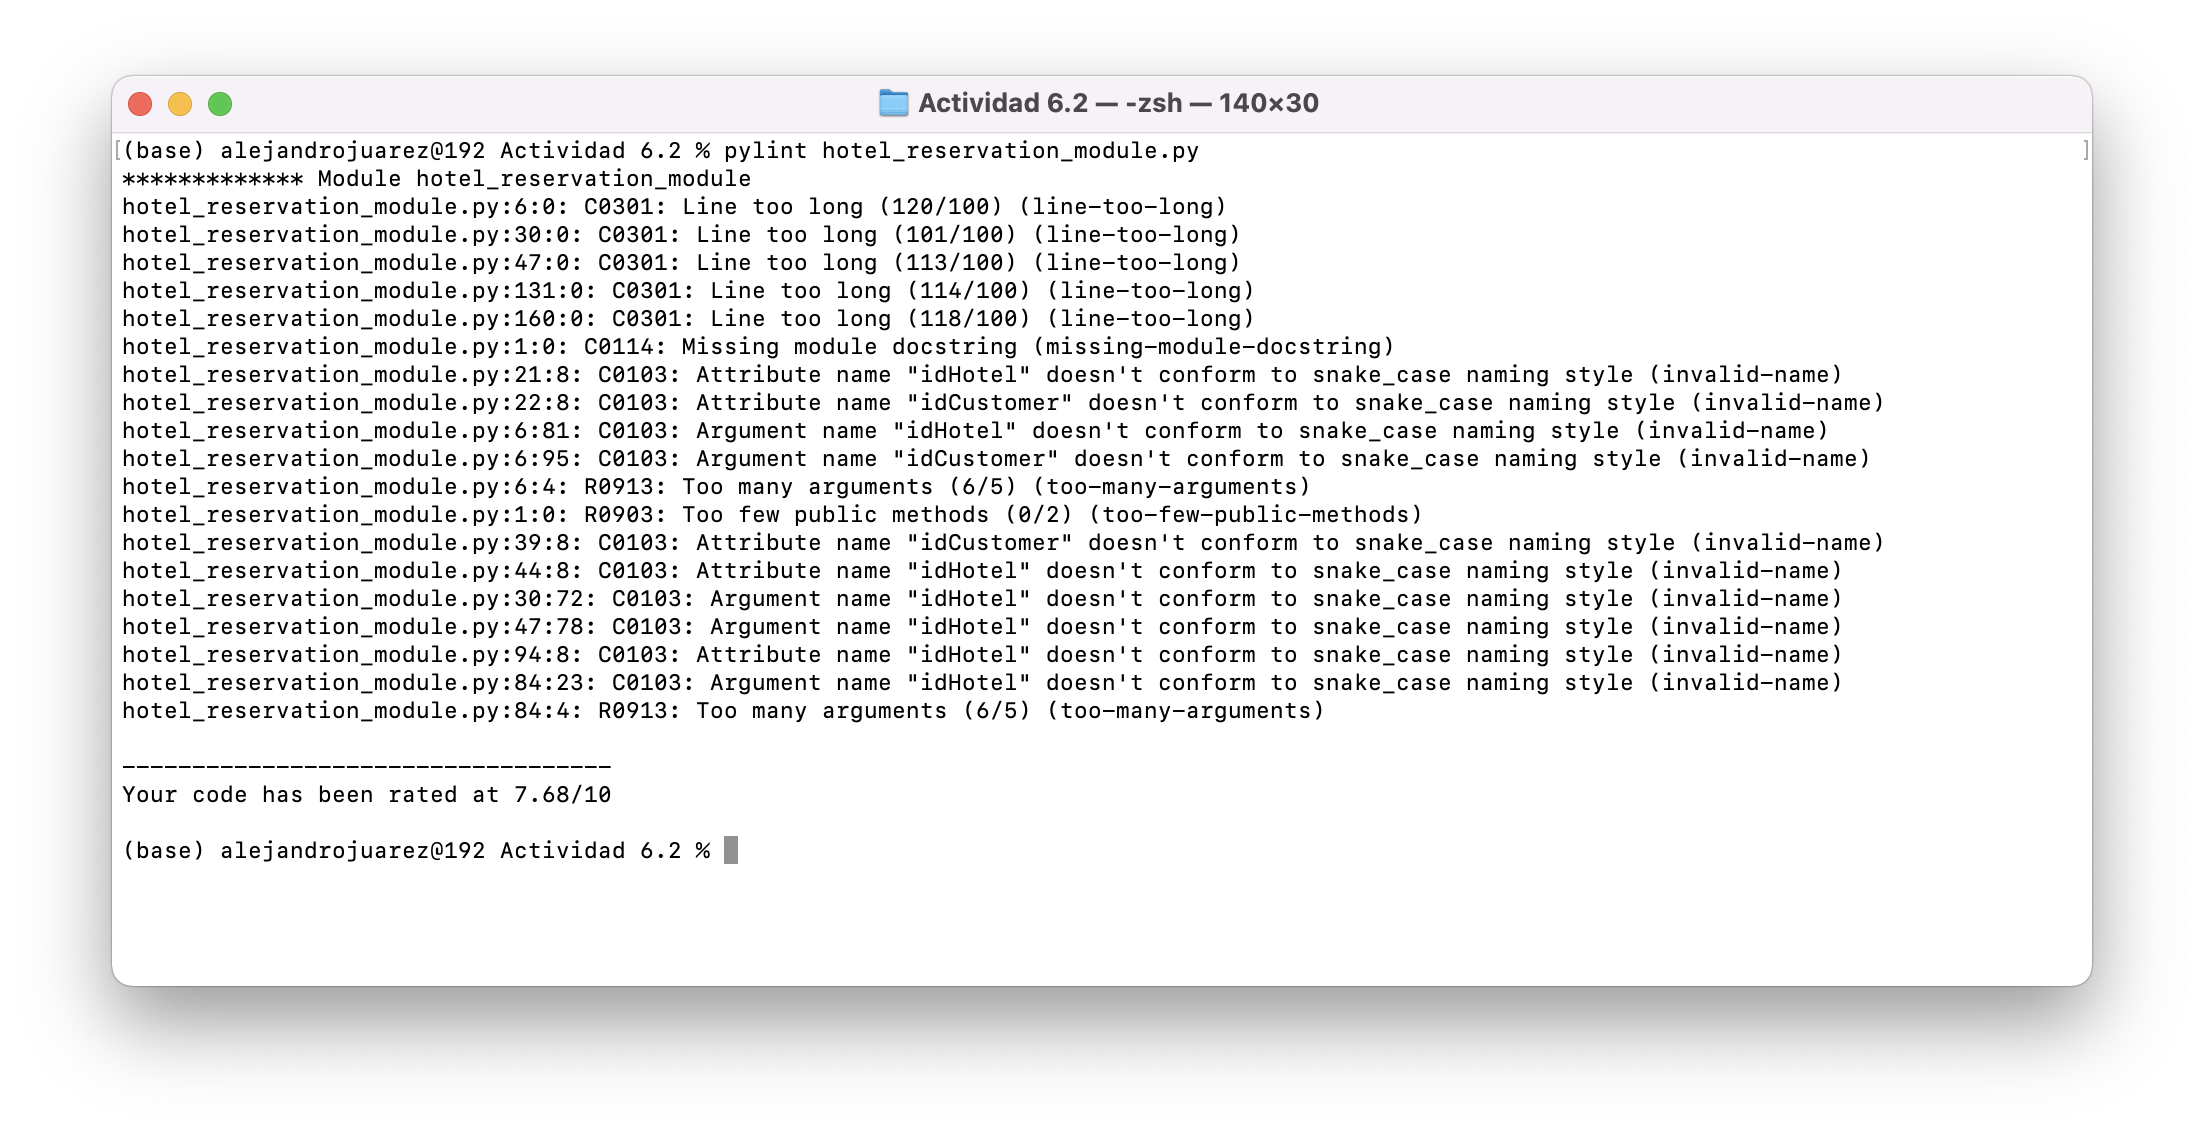 Actividad 6.2 — -zsh — 140×30
[(base) alejandrojuarez@192 Actividad 6.2 % pylint hotel_reservation_module.py ]
************* Module hotel_reservation_module
hotel_reservation_module.py:6:0: C0301: Line too long (120/100) (line-too-long)
hotel_reservation_module.py:30:0: C0301: Line too long (101/100) (line-too-long)
hotel_reservation_module.py:47:0: C0301: Line too long (113/100) (line-too-long)
hotel_reservation_module.py:131:0: C0301: Line too long (114/100) (line-too-long)
hotel_reservation_module.py:160:0: C0301: Line too long (118/100) (line-too-long)
hotel_reservation_module.py:1:0: C0114: Missing module docstring (missing-module-docstring)
hotel_reservation_module.py:21:8: C0103: Attribute name "idHotel" doesn't conform to snake_case naming style (invalid-name)
hotel_reservation_module.py:22:8: C0103: Attribute name "idCustomer" doesn't conform to snake_case naming style (invalid-name)
hotel_reservation_module.py:6:81: C0103: Argument name "idHotel" doesn't conform to snake_case naming style (invalid-name)
hotel_reservation_module.py:6:95: C0103: Argument name "idCustomer" doesn't conform to snake_case naming style (invalid-name)
hotel_reservation_module.py:6:4: R0913: Too many arguments (6/5) (too-many-arguments)
hotel_reservation_module.py:1:0: R0903: Too few public methods (0/2) (too-few-public-methods)
hotel_reservation_module.py:39:8: C0103: Attribute name "idCustomer" doesn't conform to snake_case naming style (invalid-name)
hotel_reservation_module.py:44:8: C0103: Attribute name "idHotel" doesn't conform to snake_case naming style (invalid-name)
hotel_reservation_module.py:30:72: C0103: Argument name "idHotel" doesn't conform to snake_case naming style (invalid-name)
hotel_reservation_module.py:47:78: C0103: Argument name "idHotel" doesn't conform to snake_case naming style (invalid-name)
hotel_reservation_module.py:94:8: C0103: Attribute name "idHotel" doesn't conform to snake_case naming style (invalid-name)
hotel_reservation_module.py:84:23: C0103: Argument name "idHotel" doesn't conform to snake_case naming style (invalid-name)
hotel_reservation_module.py:84:4: R0913: Too many arguments (6/5) (too-many-arguments)
-----------------------------------
Your code has been rated at 7.68/10
(base) alejandrojuarez@192 Actividad 6.2 %